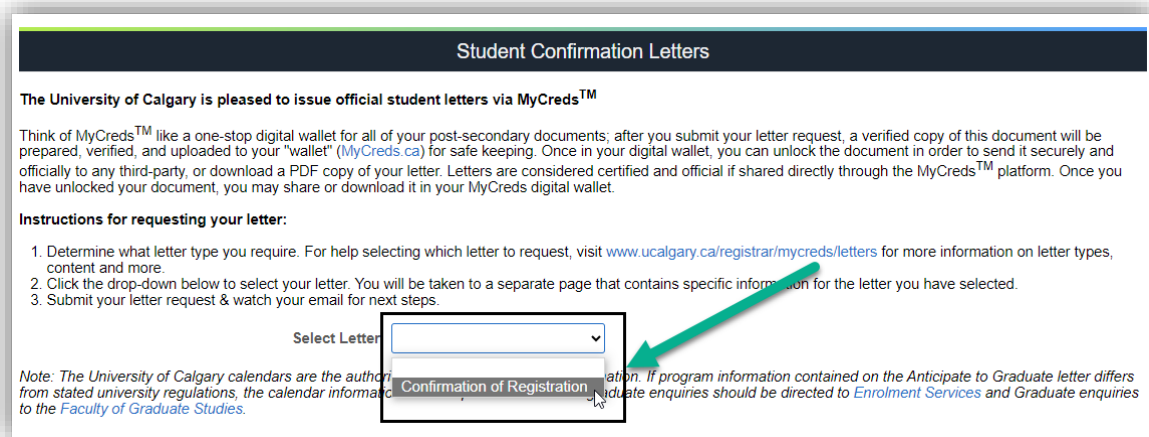 Student Confirmation Letters
The University of Calgary is pleased to issue official student letters via MyCreds™
Think of MyCreds™ like a one-stop digital wallet for all of your post-secondary documents; after you submit your letter request, a verified copy of this document will be
prepared, verified, and uploaded to your "wallet" (MyCreds.ca) for safe keeping. Once in your digital wallet, you can unlock the document in order to send it securely and
officially to any third-party, or download a PDF copy of your letter. Letters are considered certified and official if shared directly through the MyCreds™ platform. Once you
have unlocked your document, you may share or download it in your MyCreds digital wallet.
Instructions for requesting your letter:
1. Determine what letter type you require. For help selecting which letter to request, visit www.ucalgary.ca/registrar/mycreds/letters for more information on letter types,
content and more.
2. Click the drop-down below to select your letter. You will be taken to a separate page that contains specific information for the letter you have selected.
3. Submit your letter request & watch your email for next steps.
Select Letter
Confirmation of Registration
Note: The University of Calgary calendars are the If program information contained on the Anticipate to Graduate letter differs
from stated university regulations, the calendar enquiries should be directed to Enrolment Services and Graduate enquiries
to the Faculty of Graduate Studies.